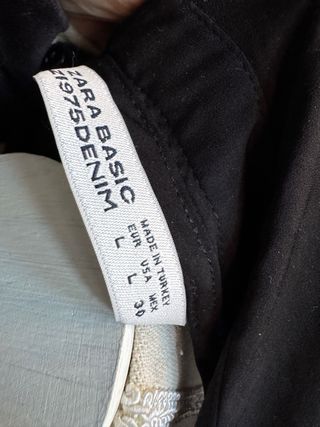 ZARA BASIC
Z1975DENIM
MADE IN TURKEY
EUR USA MEX
L L 30